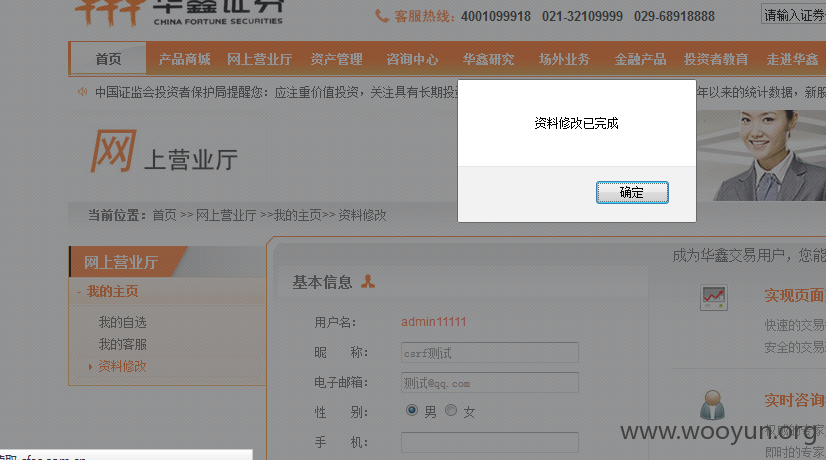 华鑫证券
CHINA FORTUNE SECURITIES
客服热线：4001099918 021-32109999 029-68918888
请输入证券
首页 产品商城 网上营业厅 资产管理 咨询中心 华鑫研究 场外业务 金融产品 投资者教育 走进华鑫
中国证监会投资者保护局提醒您：应注重价值投资，关注具有长期投
年以来的统计数据，新股
资料修改已完成
确定
网上营业厅
当前位置：首页 >> 网上营业厅 >>我的主页>> 资料修改
网上营业厅
- 我的主页
我的自选
我的客服
资料修改
基本信息
用户名： admin11111
昵 称： csrf测试
电子邮箱： 测试@qq.com
性 别： 男 女
手 机：
成为华鑫交易用户，您能
实现页面
快速的交易
安全的交易
实时咨询
权威的专家
即时的专家
www.wooyun.org